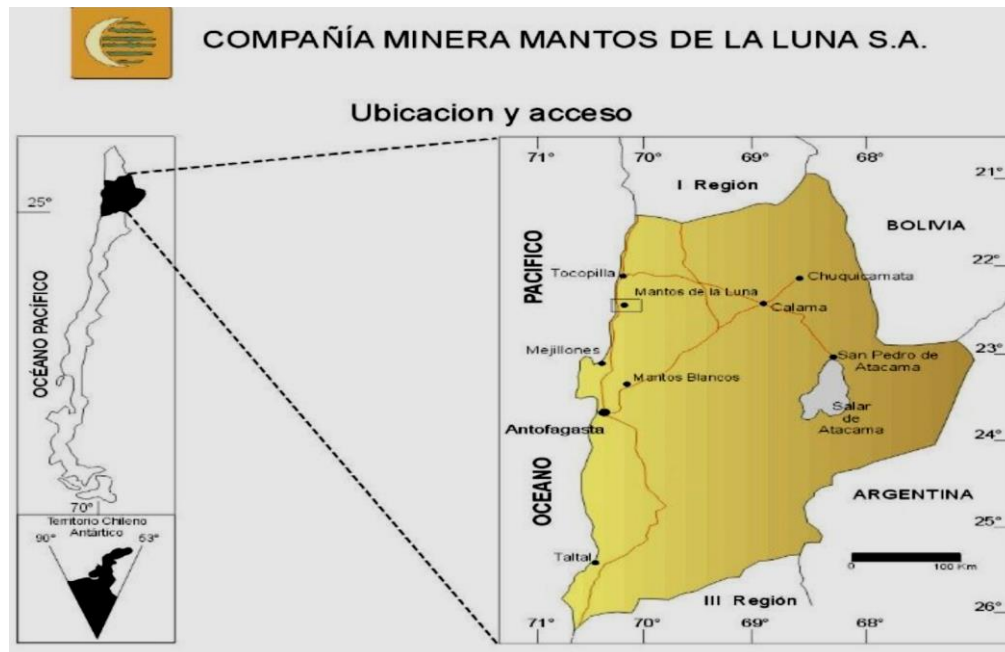 COMPAÑÍA MINERA MANTOS DE LA LUNA S.A.
Ubicacion y acceso
25°
OCÉANO PACÍFICO
70°
Territorio Chileno
Antártico
90°
53°
71°
70°
69°
68°
I Región
21°
BOLIVIA
PACIFICO
22°
Tocopilla
Chuquicamata
Mantos de la Luna
Calama
Mejillones
23°
San Pedro de
Atacama
Mantos Blancos
Salar
de
Atacama
Antofagasta
24°
OCEANO
ARGENTINA
25°
Taltal
0
100 Km
III Región
26°
71°
70°
69°
68°